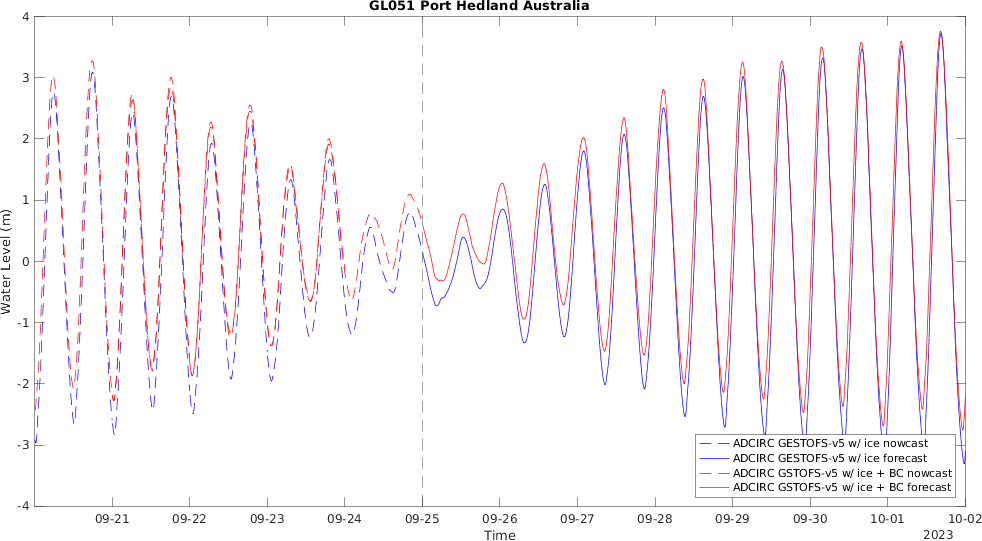 GL051 Port Hedland Australia
4
3
2
1
0
-1
-2
-3
-4
Water Level (m)
ADCIRC GESTOFS-v5 w/ ice nowcast
ADCIRC GESTOFS-v5 w/ ice forecast
ADCIRC GSTOFS-v5 w/ ice + BC nowcast
ADCIRC GSTOFS-v5 w/ ice + BC forecast
09-21 09-22 09-23 09-24 09-25 09-26 09-27 09-28 09-29 09-30 10-01 10-02
Time
2023